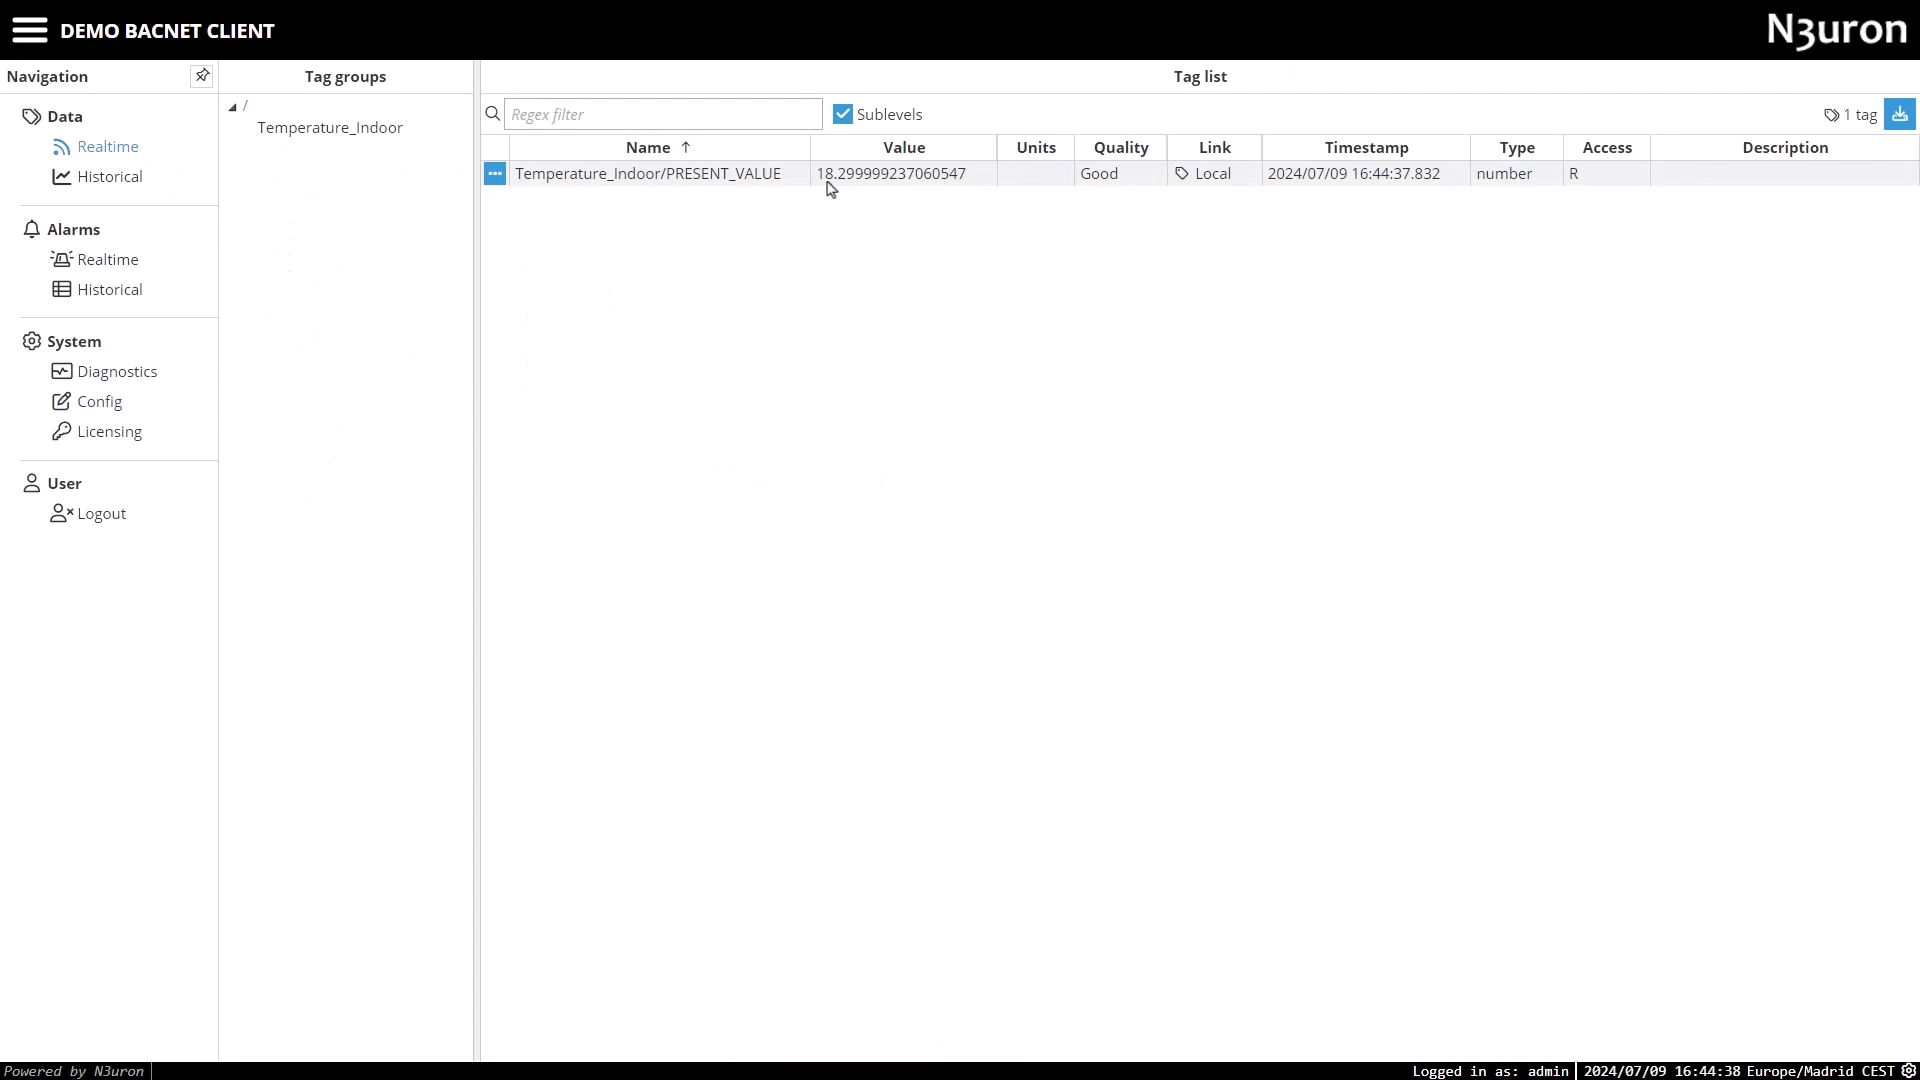 DEMO BACNET CLIENT
N3uron
Navigation
Tag groups
Tag list
Data
Realtime
Historical
Alarms
Realtime
Historical
System
Diagnostics
Config
Licensing
User
Logout
/
Temperature_Indoor
Regex filter
Sublevels
1 tag
Name ↑ Value Units Quality Link Timestamp Type Access Description
Temperature_Indoor/PRESENT_VALUE 18.299999237060547 Good Local 2024/07/09 16:44:37.832 number R
Powered by N3uron
Logged in as: admin 2024/07/09 16:44:38 Europe/Madrid CEST